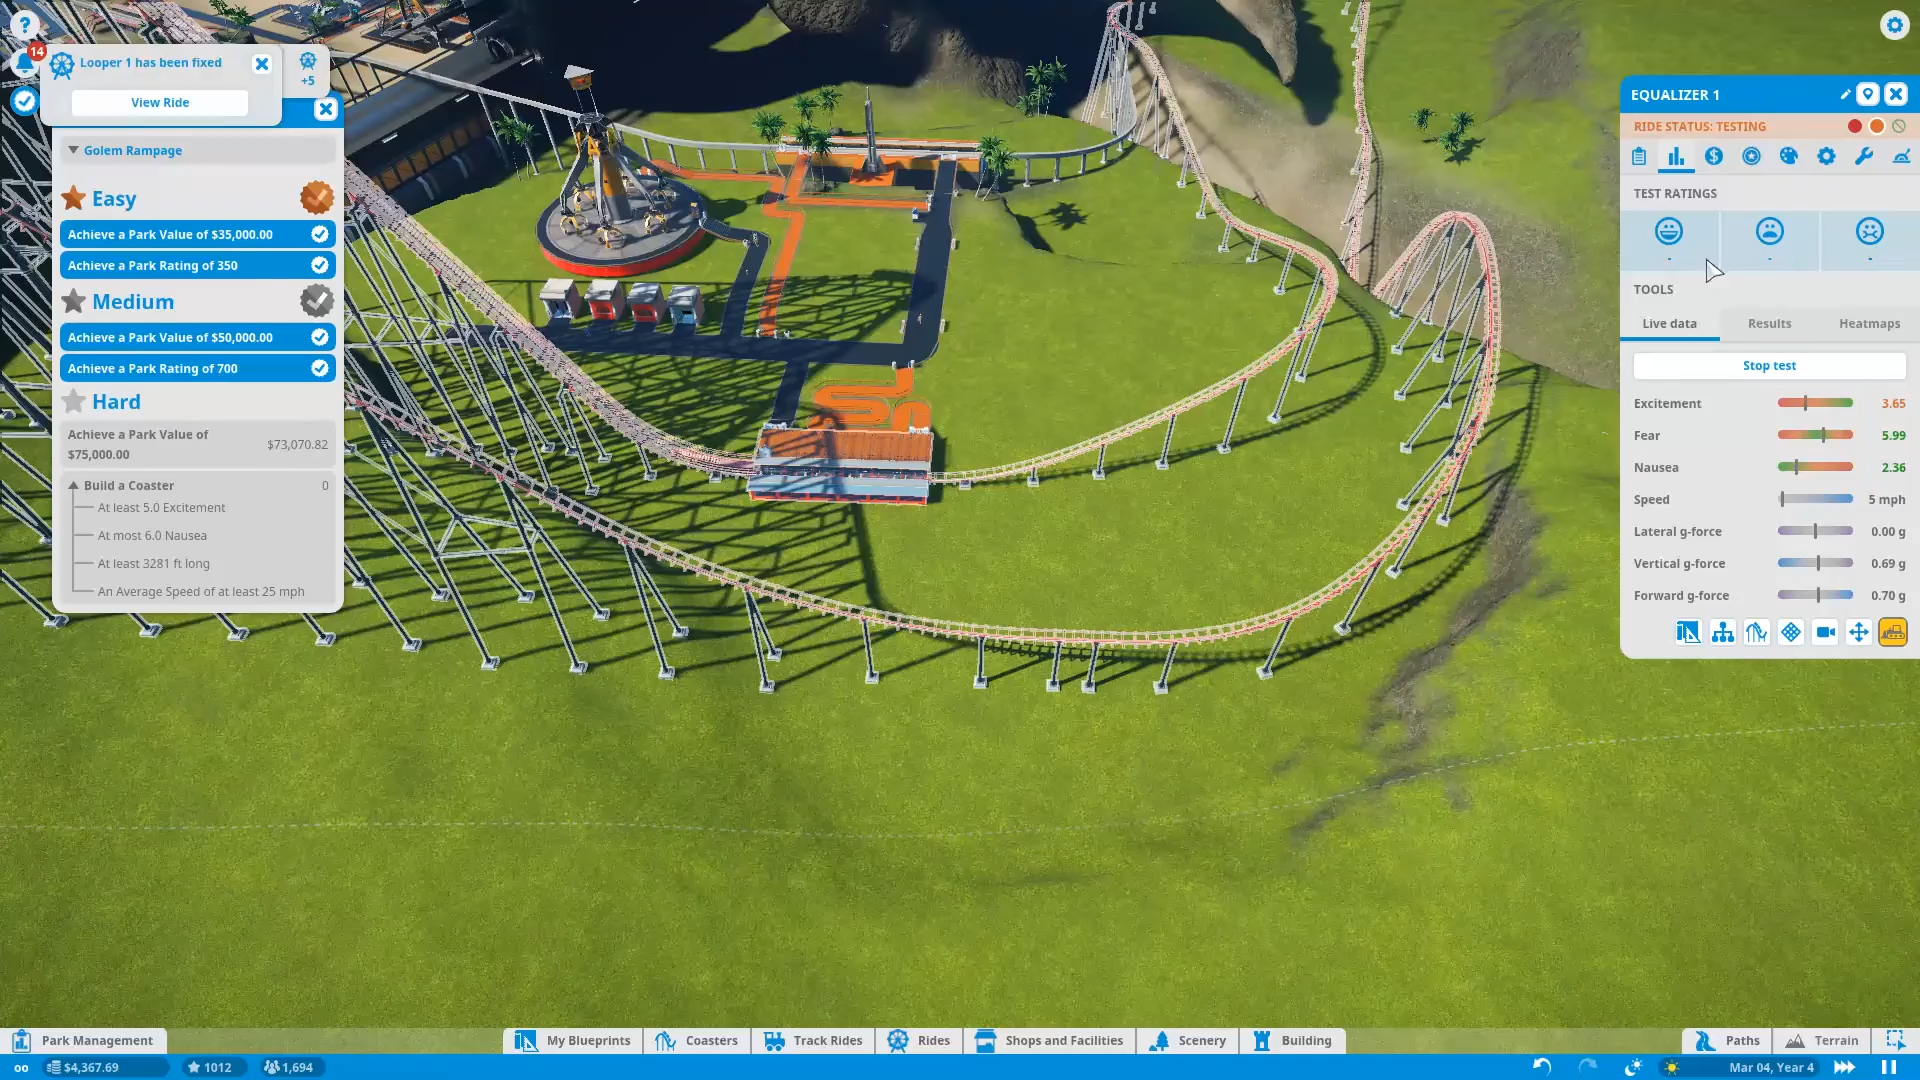 ?
14
Looper 1 has been fixed
View Ride
+5
Golem Rampage
Easy
Achieve a Park Value of $35,000.00
Achieve a Park Rating of 350
Medium
Achieve a Park Value of $50,000.00
Achieve a Park Rating of 700
Hard
Achieve a Park Value of
$75,000.00
$73,070.82
Build a Coaster 0
At least 5.0 Excitement
At most 6.0 Nausea
At least 3281 ft long
An Average Speed of at least 25 mph
EQUALIZER 1
RIDE STATUS: TESTING
TEST RATINGS
- - -
TOOLS
Live data Results Heatmaps
Stop test
Excitement 3.65
Fear 5.99
Nausea 2.36
Speed 5 mph
Lateral g-force 0.00 g
Vertical g-force 0.69 g
Forward g-force 0.70 g
Park Management
My Blueprints Coasters Track Rides Rides Shops and Facilities Scenery Building
Paths Terrain
$4,367.69 1012 1,694
Mar 04, Year 4